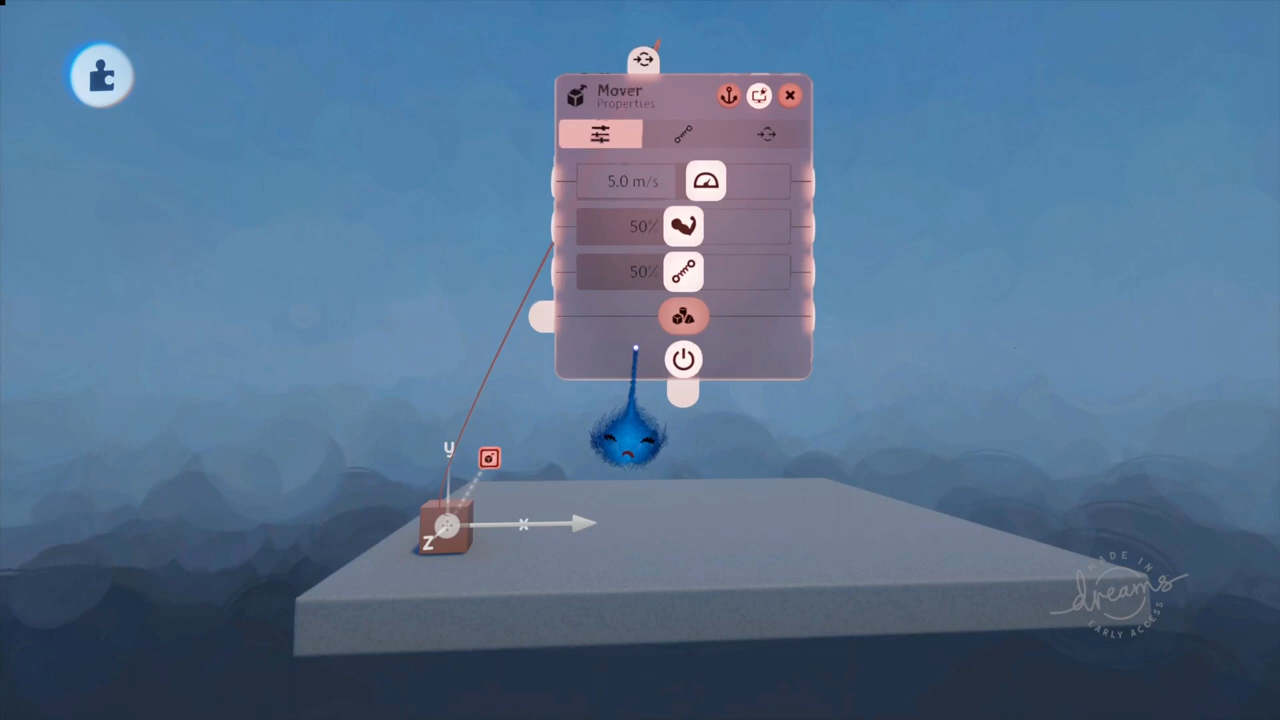 Mover
Properties
5.0 m/s
50%
50%
y
x
z
MADE IN
dreams
EARLY ACCESS